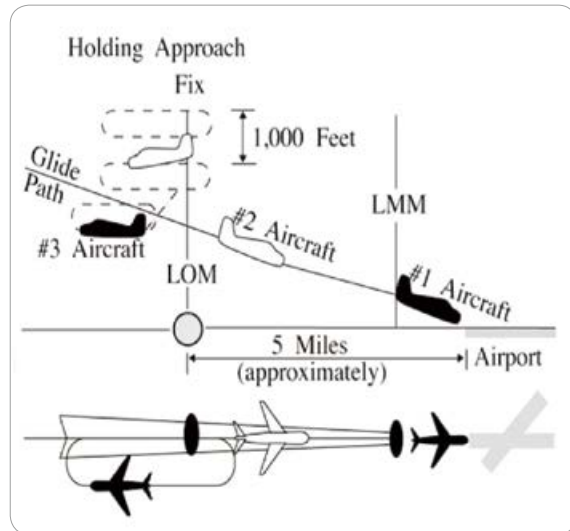 Holding Approach
Fix
1,000 Feet
Glide
Path
LMM
#2 Aircraft
#3 Aircraft
LOM
#1 Aircraft
5 Miles
(approximately)
Airport